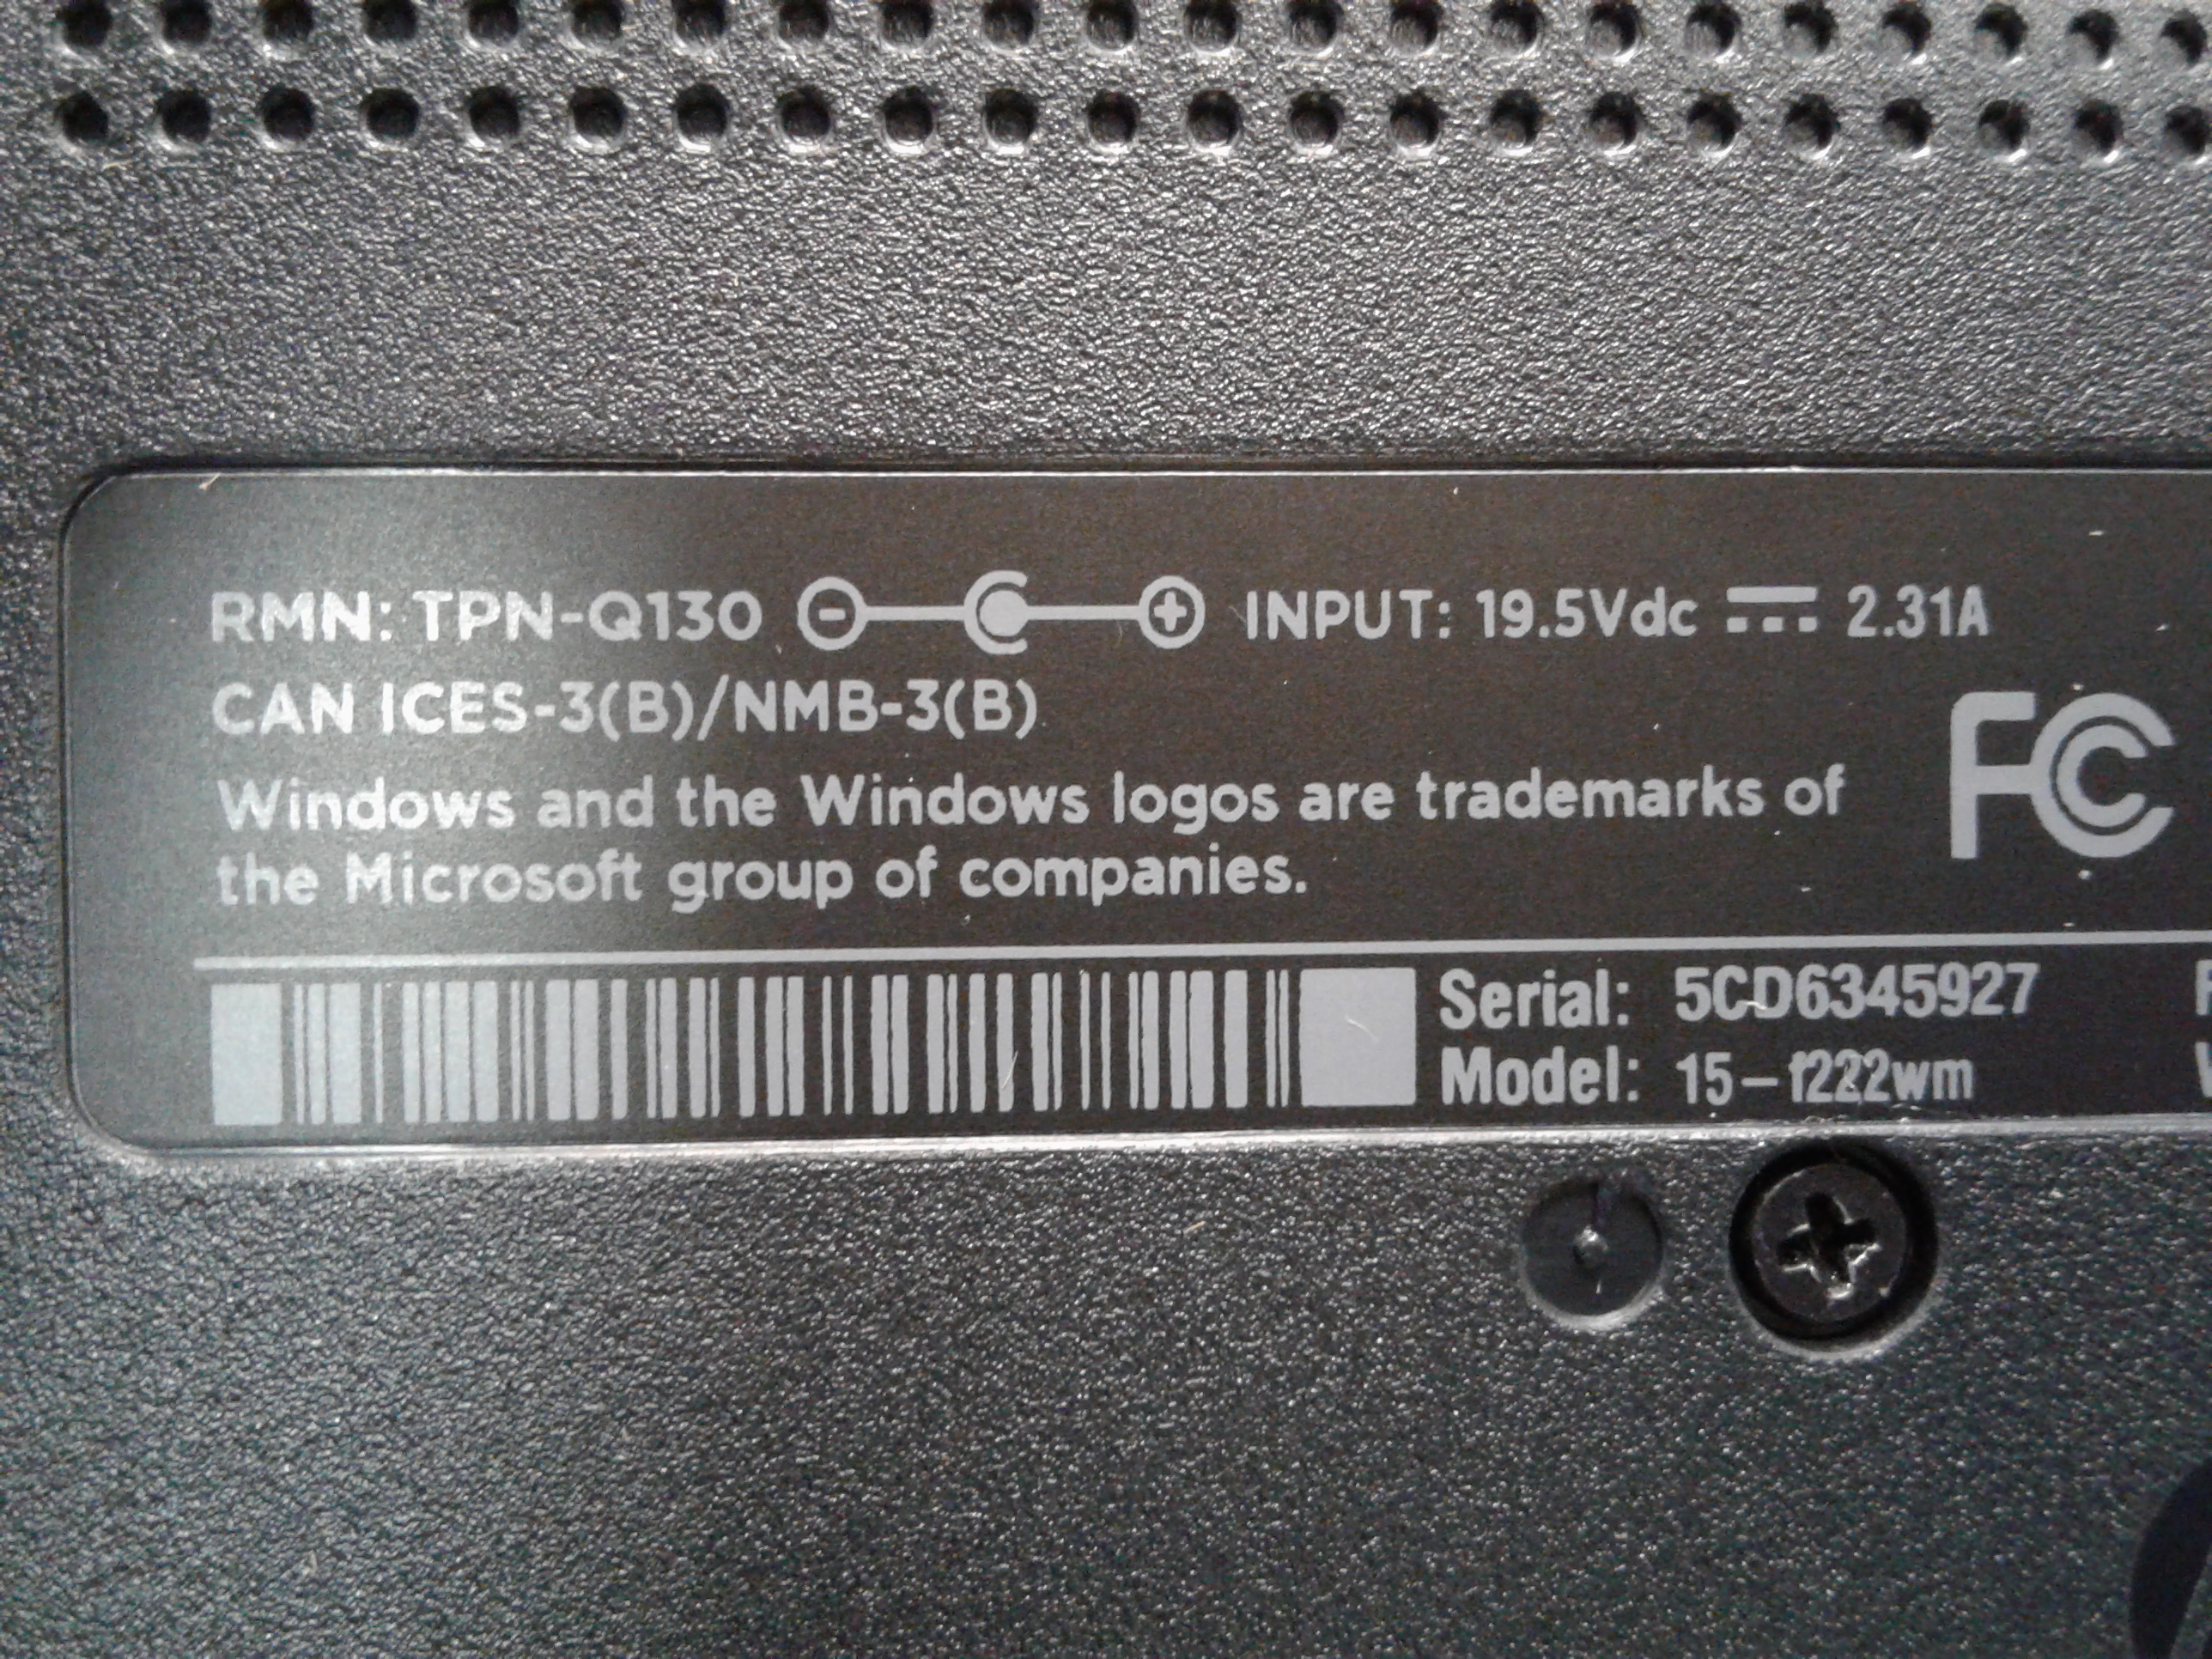 RMN: TPN-Q130 INPUT: 19.5Vdc 2.31A
CAN ICES-3(B)/NMB-3(B)
FC
Windows and the Windows logos are trademarks of
the Microsoft group of companies.
Serial: 5CD6345927
Model: 15-f222wm